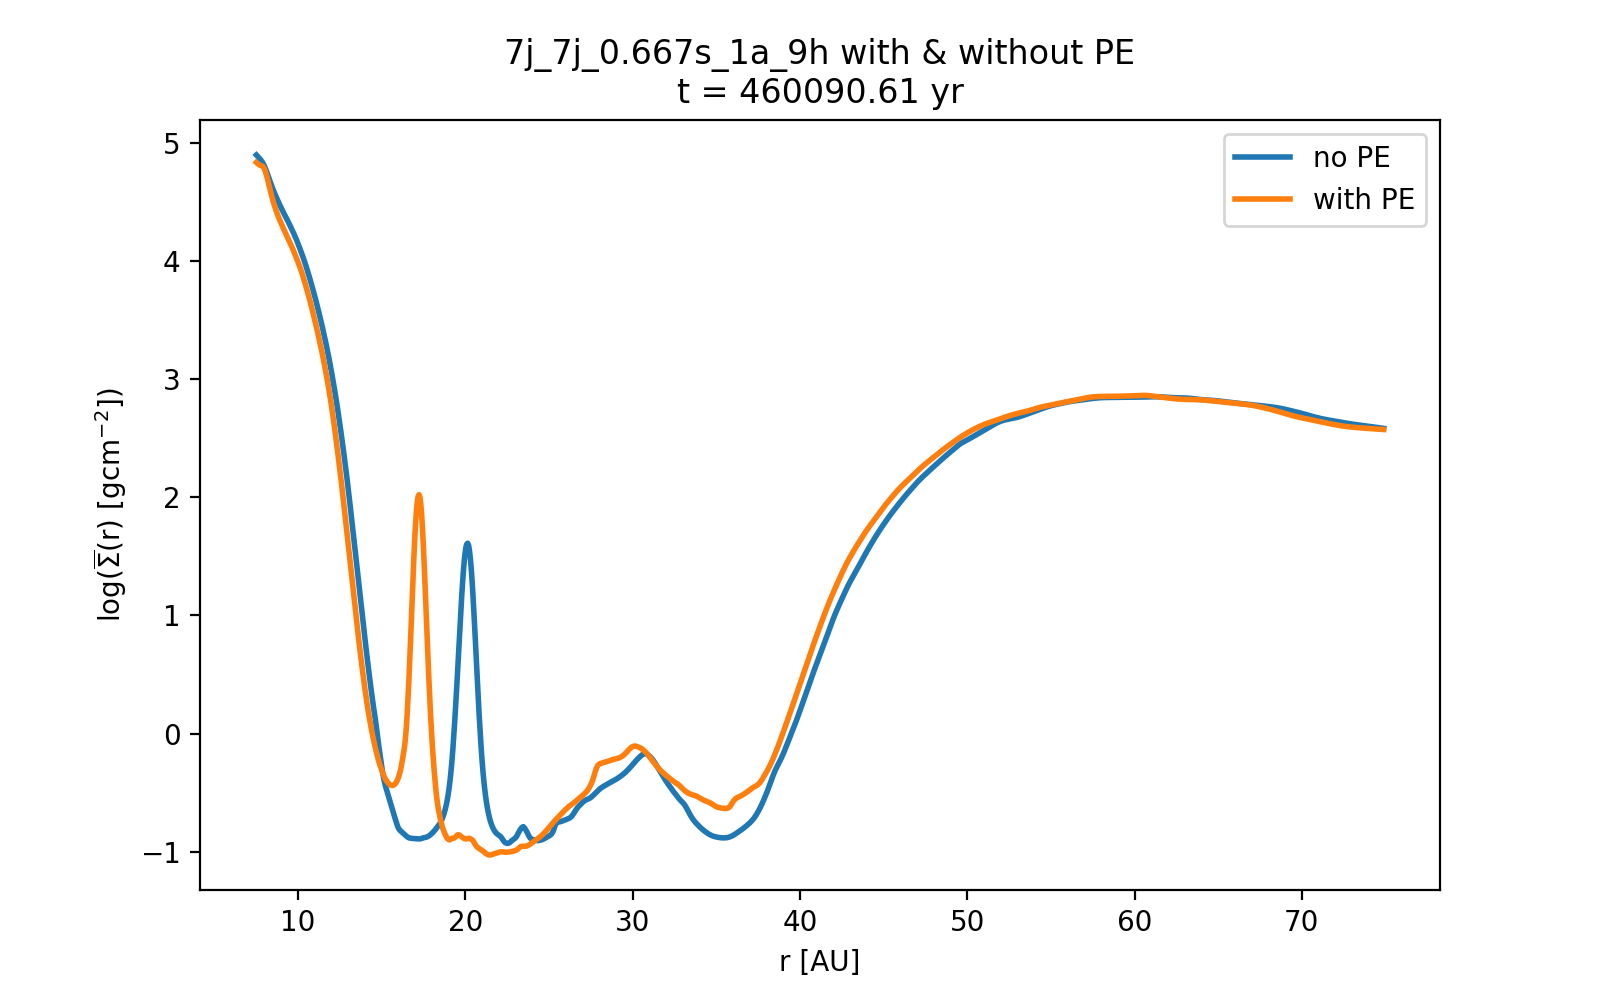 7j_7j_0.667s_1a_9h with & without PE
t = 460090.61 yr
no PE
with PE
5
4
3
2
1
0
−1
log(Σ̅(r) [gcm⁻²])
10 20 30 40 50 60 70
r [AU]